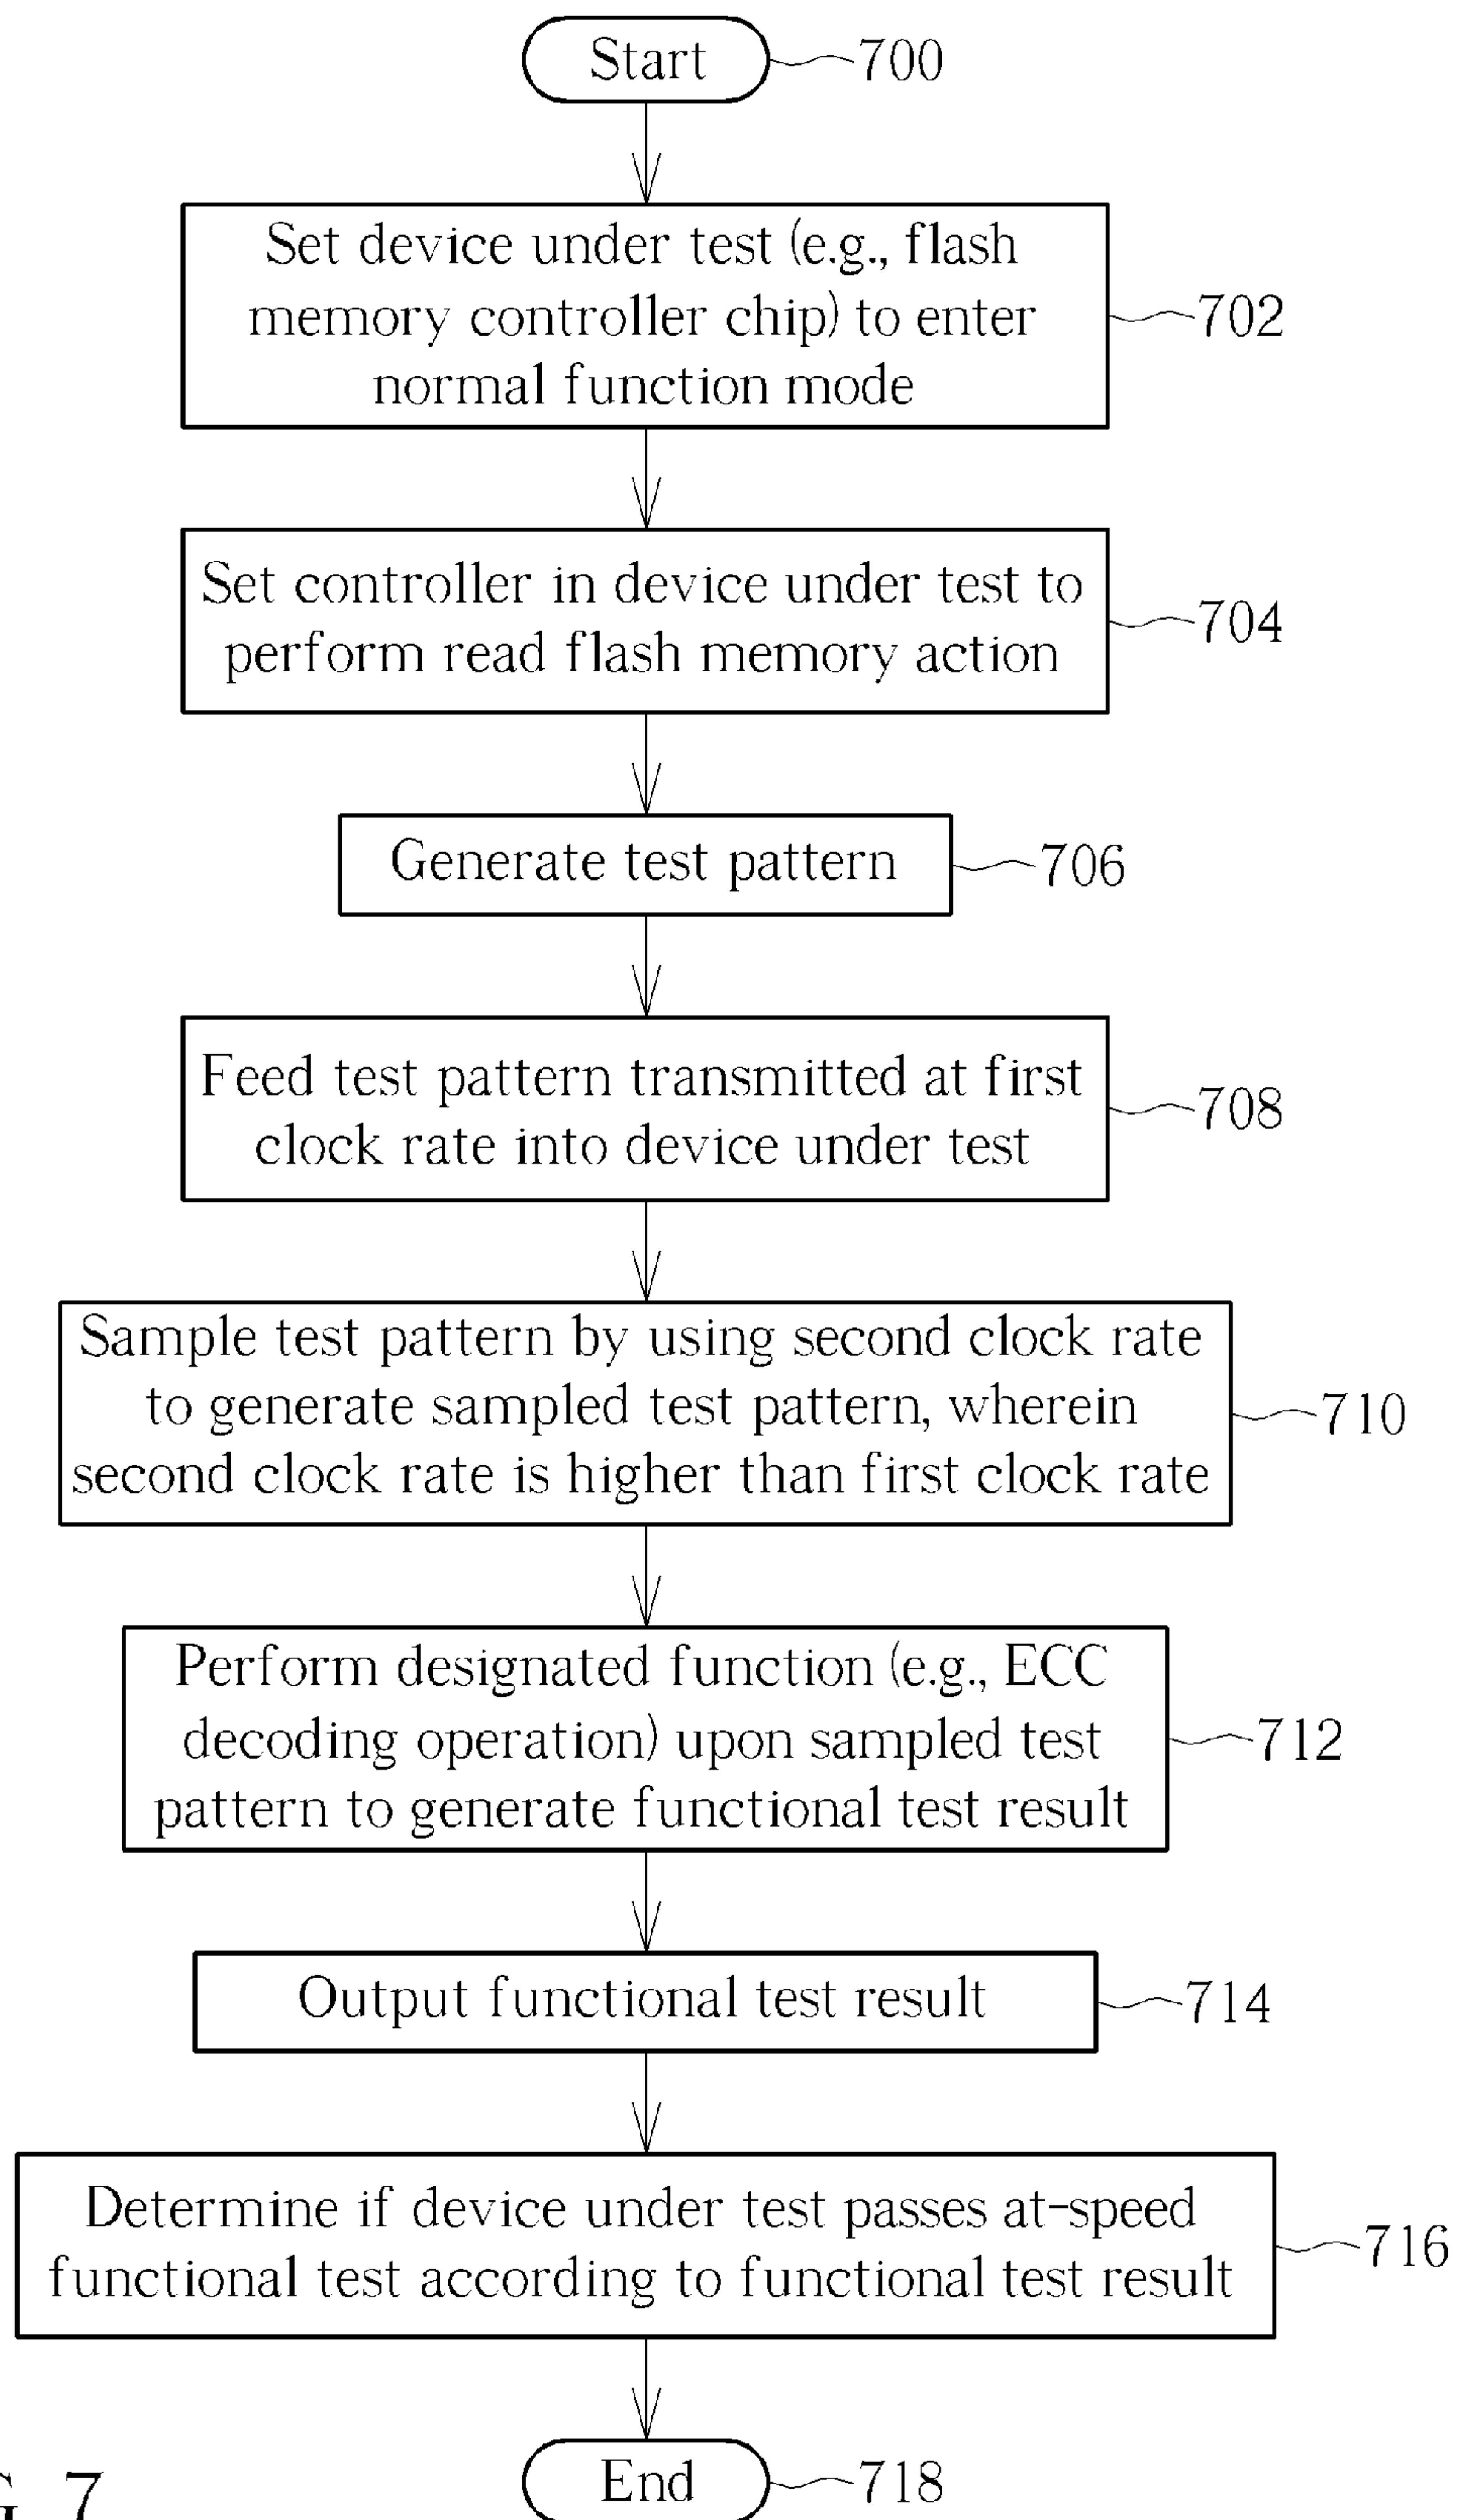 Start
700
Set device under test (e.g., flash
memory controller chip) to enter
normal function mode
702
Set controller in device under test to
perform read flash memory action
704
Generate test pattern
706
Feed test pattern transmitted at first
clock rate into device under test
708
Sample test pattern by using second clock rate
to generate sampled test pattern, wherein
second clock rate is higher than first clock rate
710
Perform designated function (e.g., ECC
decoding operation) upon sampled test
pattern to generate functional test result
712
Output functional test result
714
Determine if device under test passes at-speed
functional test according to functional test result
716
End
718
7